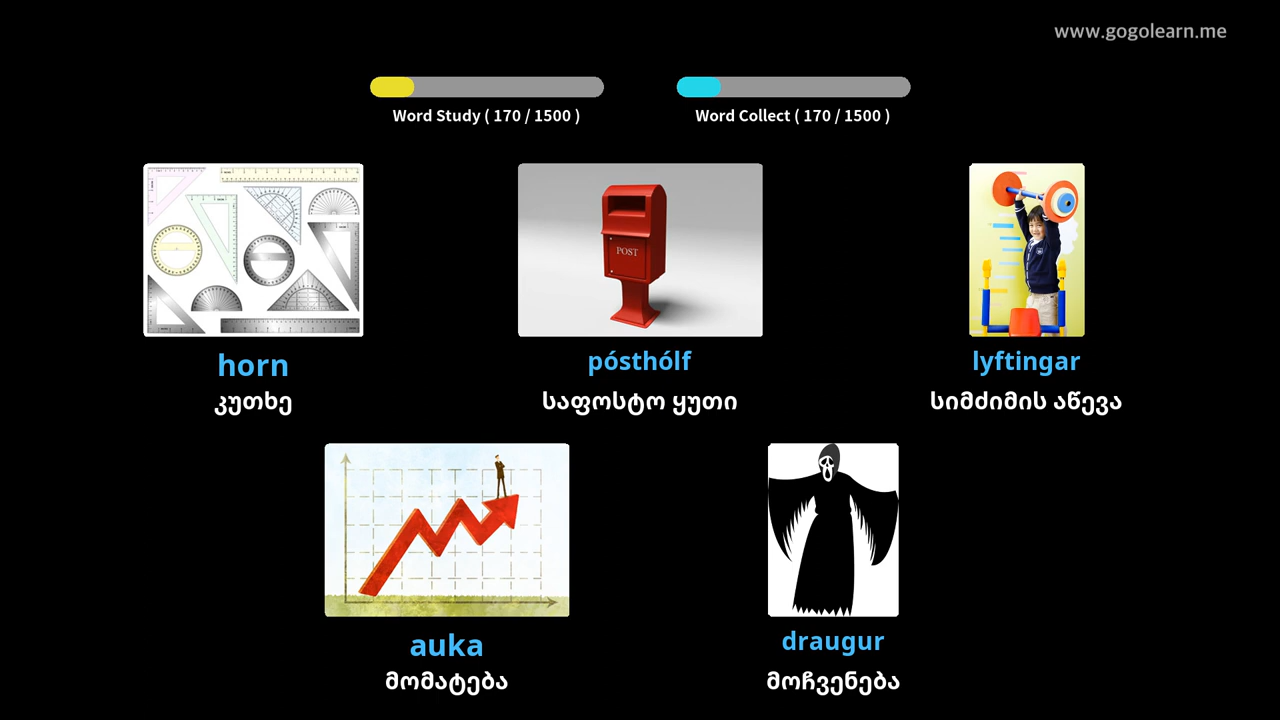 www.gogolearn.me
Word Study ( 170 / 1500 )
Word Collect ( 170 / 1500 )
POST
horn
კუთხე
pósthólf
საფოსტო ყუთი
lyftingar
სიმძიმის აწევა
auka
მომატება
draugur
მოჩვენება